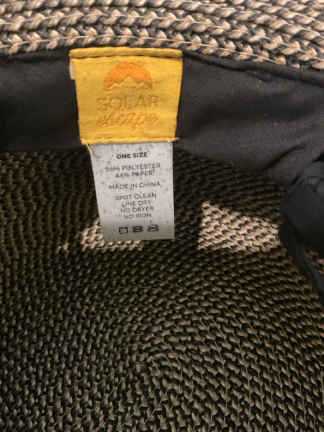 SOLAR
escape
ONE SIZE
56% POLYESTER
44% PAPER
MADE IN CHINA
SPOT CLEAN
LINE DRY
NO DRYER
NO IRON